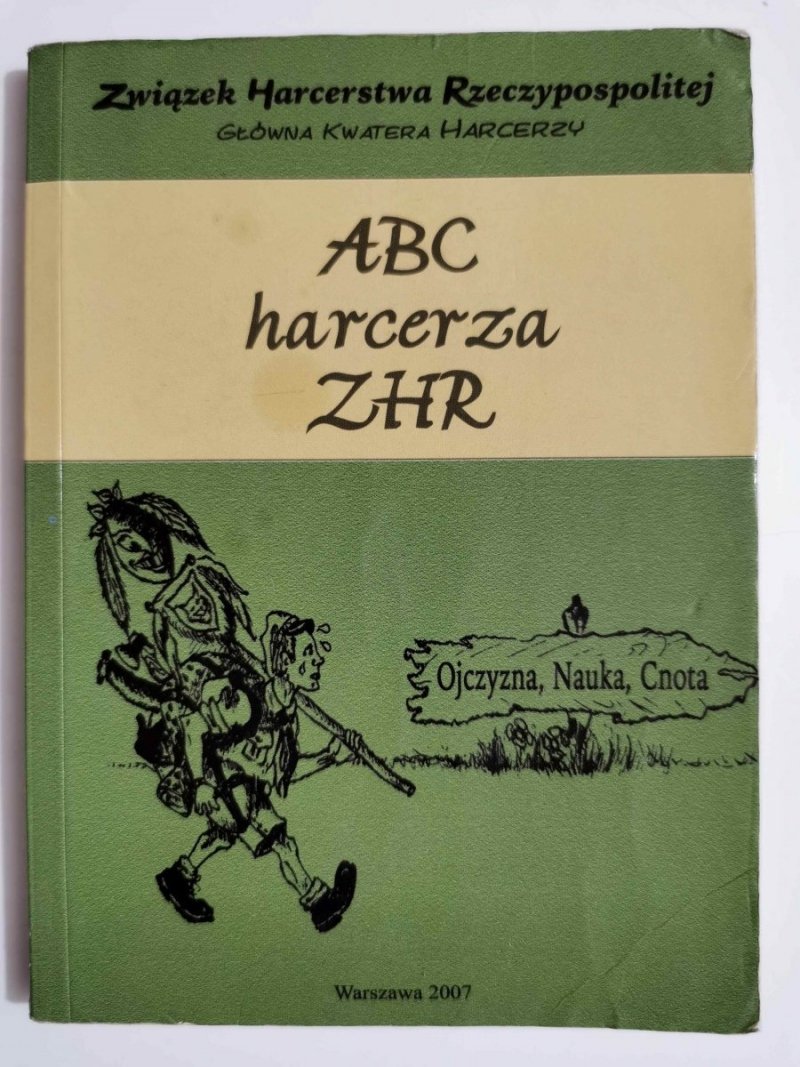 Związek Harcerstwa Rzeczypospolitej
Główna Kwatera Harcerzy
ABC
harcerza
ZHR
Ojczyzna, Nauka, Cnota
Warszawa 2007